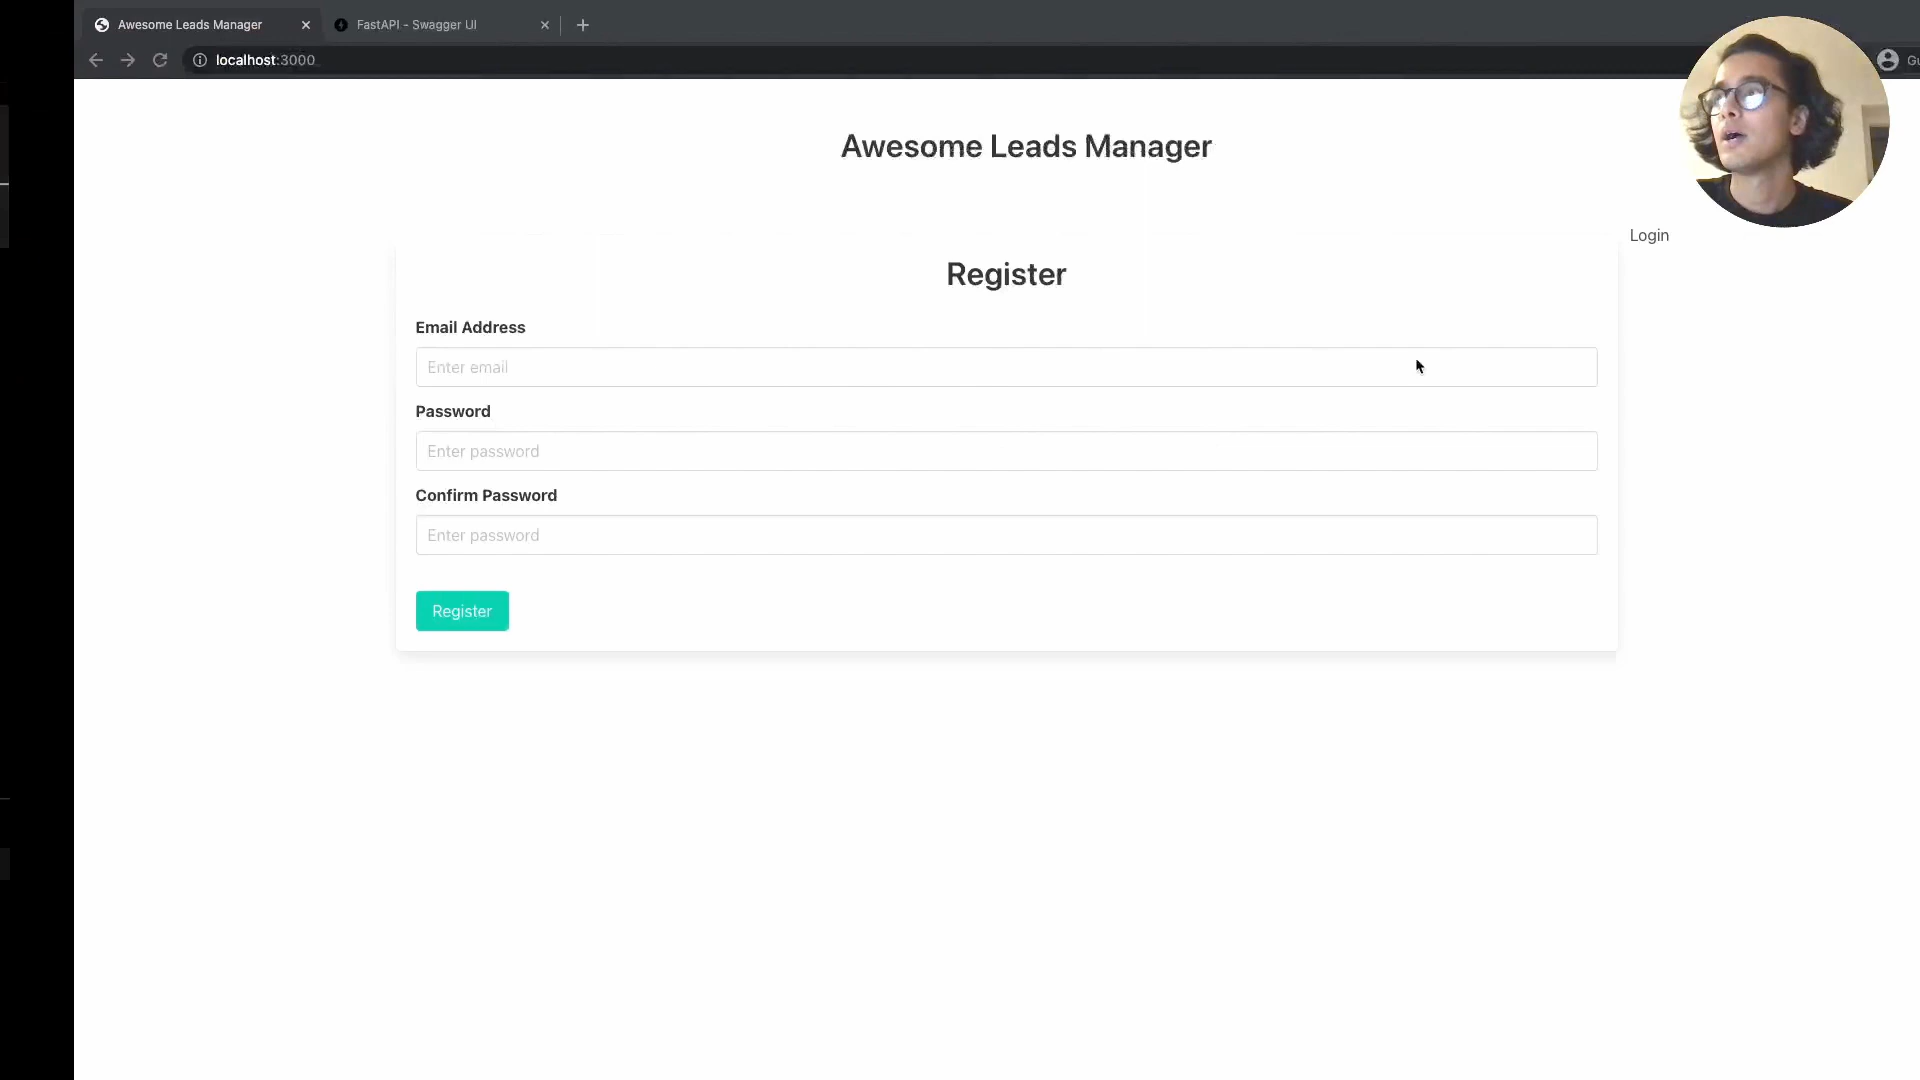 Awesome Leads Manager
FastAPI - Swagger UI
localhost:3000
Awesome Leads Manager
Login
Register
Email Address
Enter email
Password
Enter password
Confirm Password
Enter password
Register